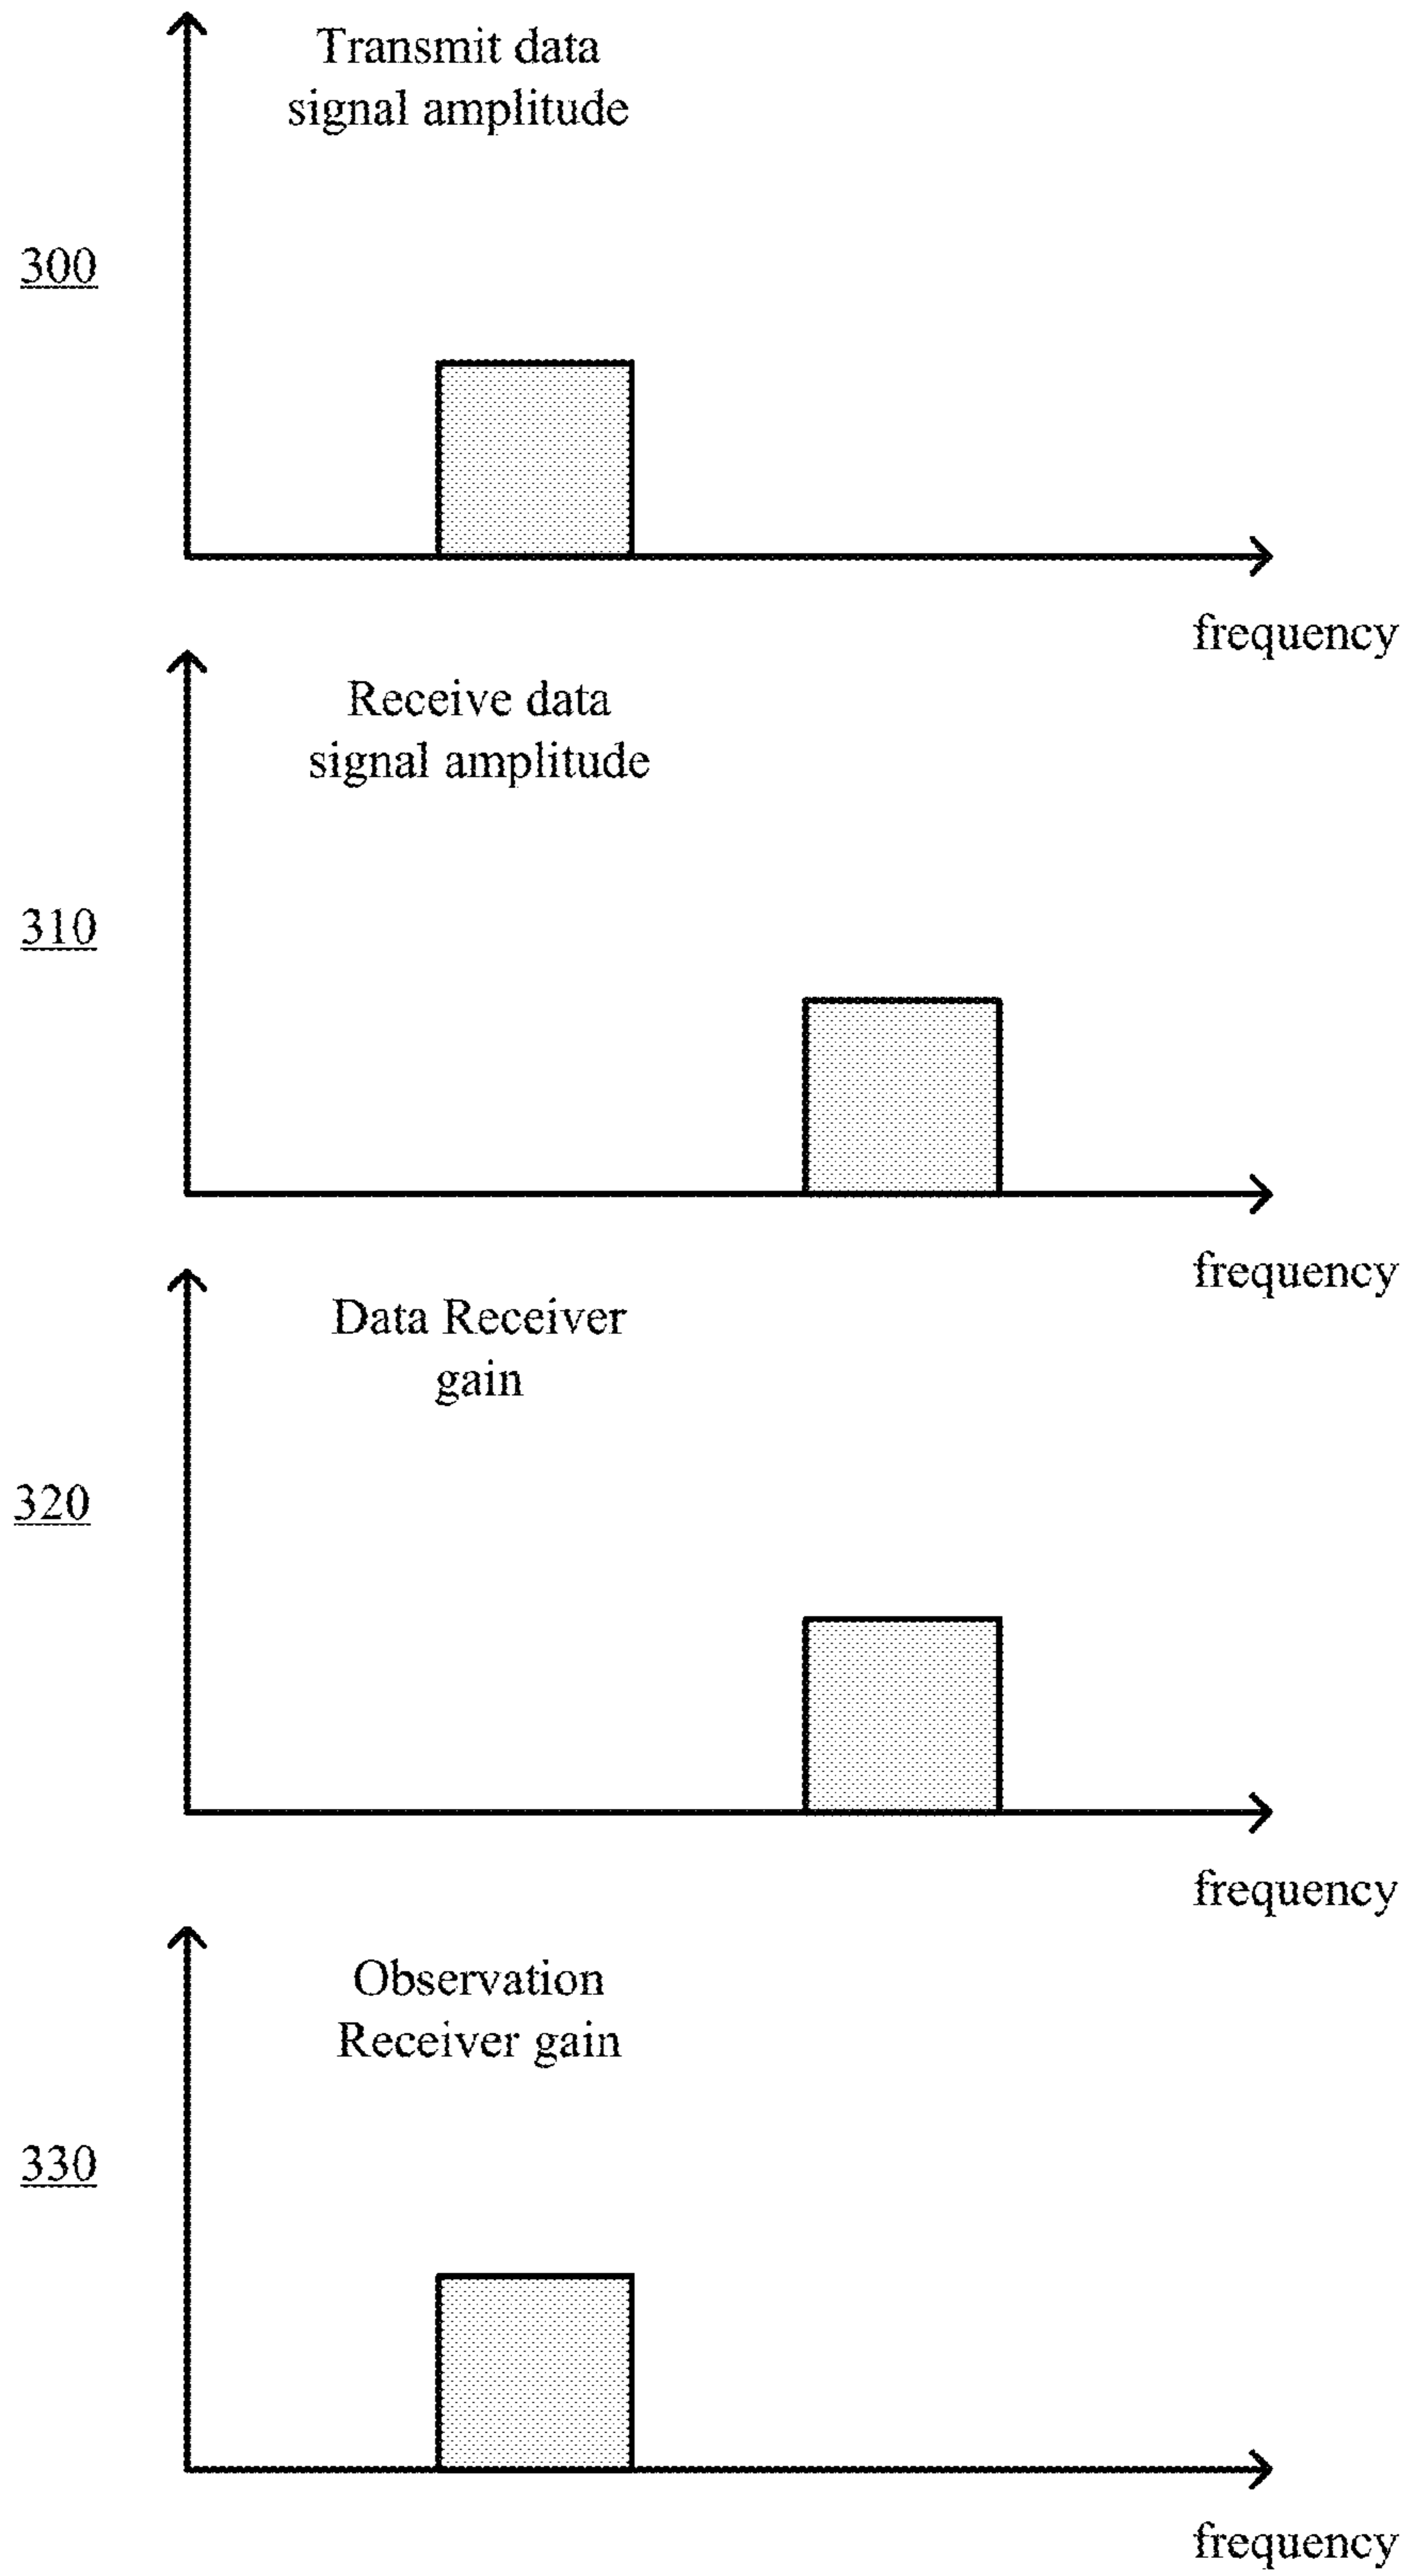 Transmit data
signal amplitude
300
frequency
Receive data
signal amplitude
310
frequency
Data Receiver
gain
320
frequency
Observation
Receiver gain
330
frequency